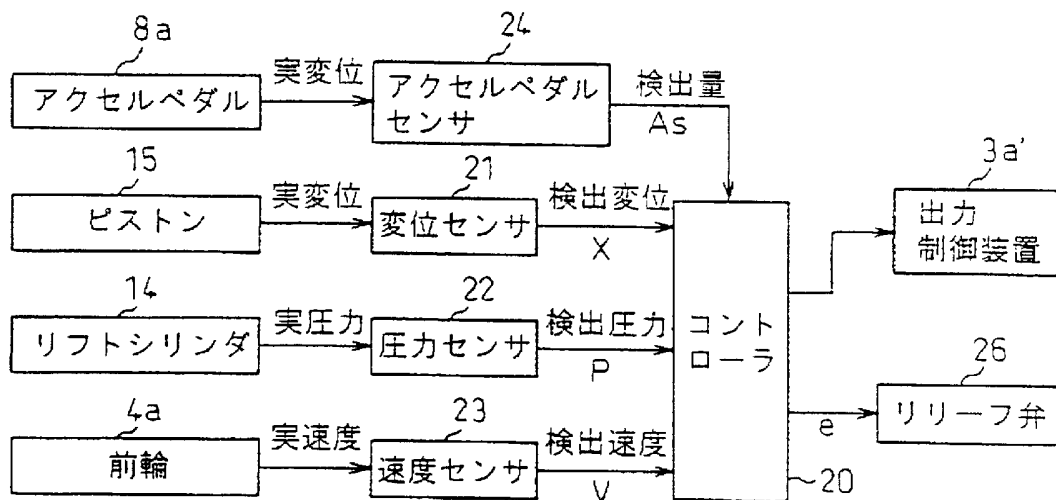 8a
アクセルペダル
実変位
24
アクセルペダル
センサ
検出量
As
15
ピストン
実変位
21
変位センサ
検出変位
X
14
リフトシリンダ
実圧力
22
圧力センサ
検出圧力
P
4a
前輪
実速度
23
速度センサ
検出速度
V
コント
ローラ
20
3a'
出力
制御装置
e
26
リリーフ弁